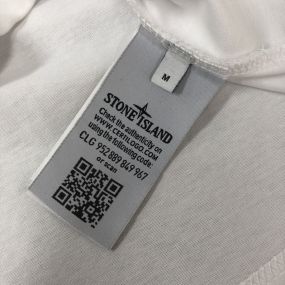 M
STONE ISLAND
Check the authenticity on
WWW.CERTILOGO.COM
using the following code:
CLG 952 889 849 967
or scan